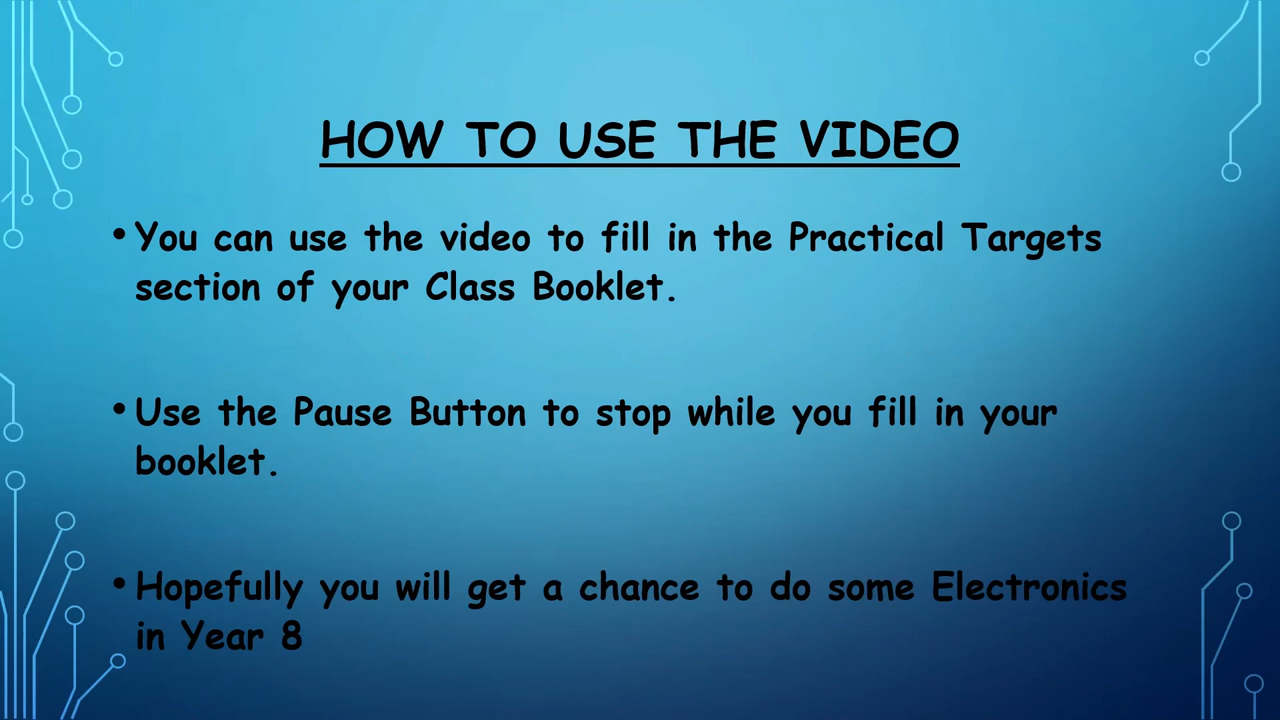 HOW TO USE THE VIDEO
• You can use the video to fill in the Practical Targets
section of your Class Booklet.
• Use the Pause Button to stop while you fill in your
booklet.
• Hopefully you will get a chance to do some Electronics
in Year 8